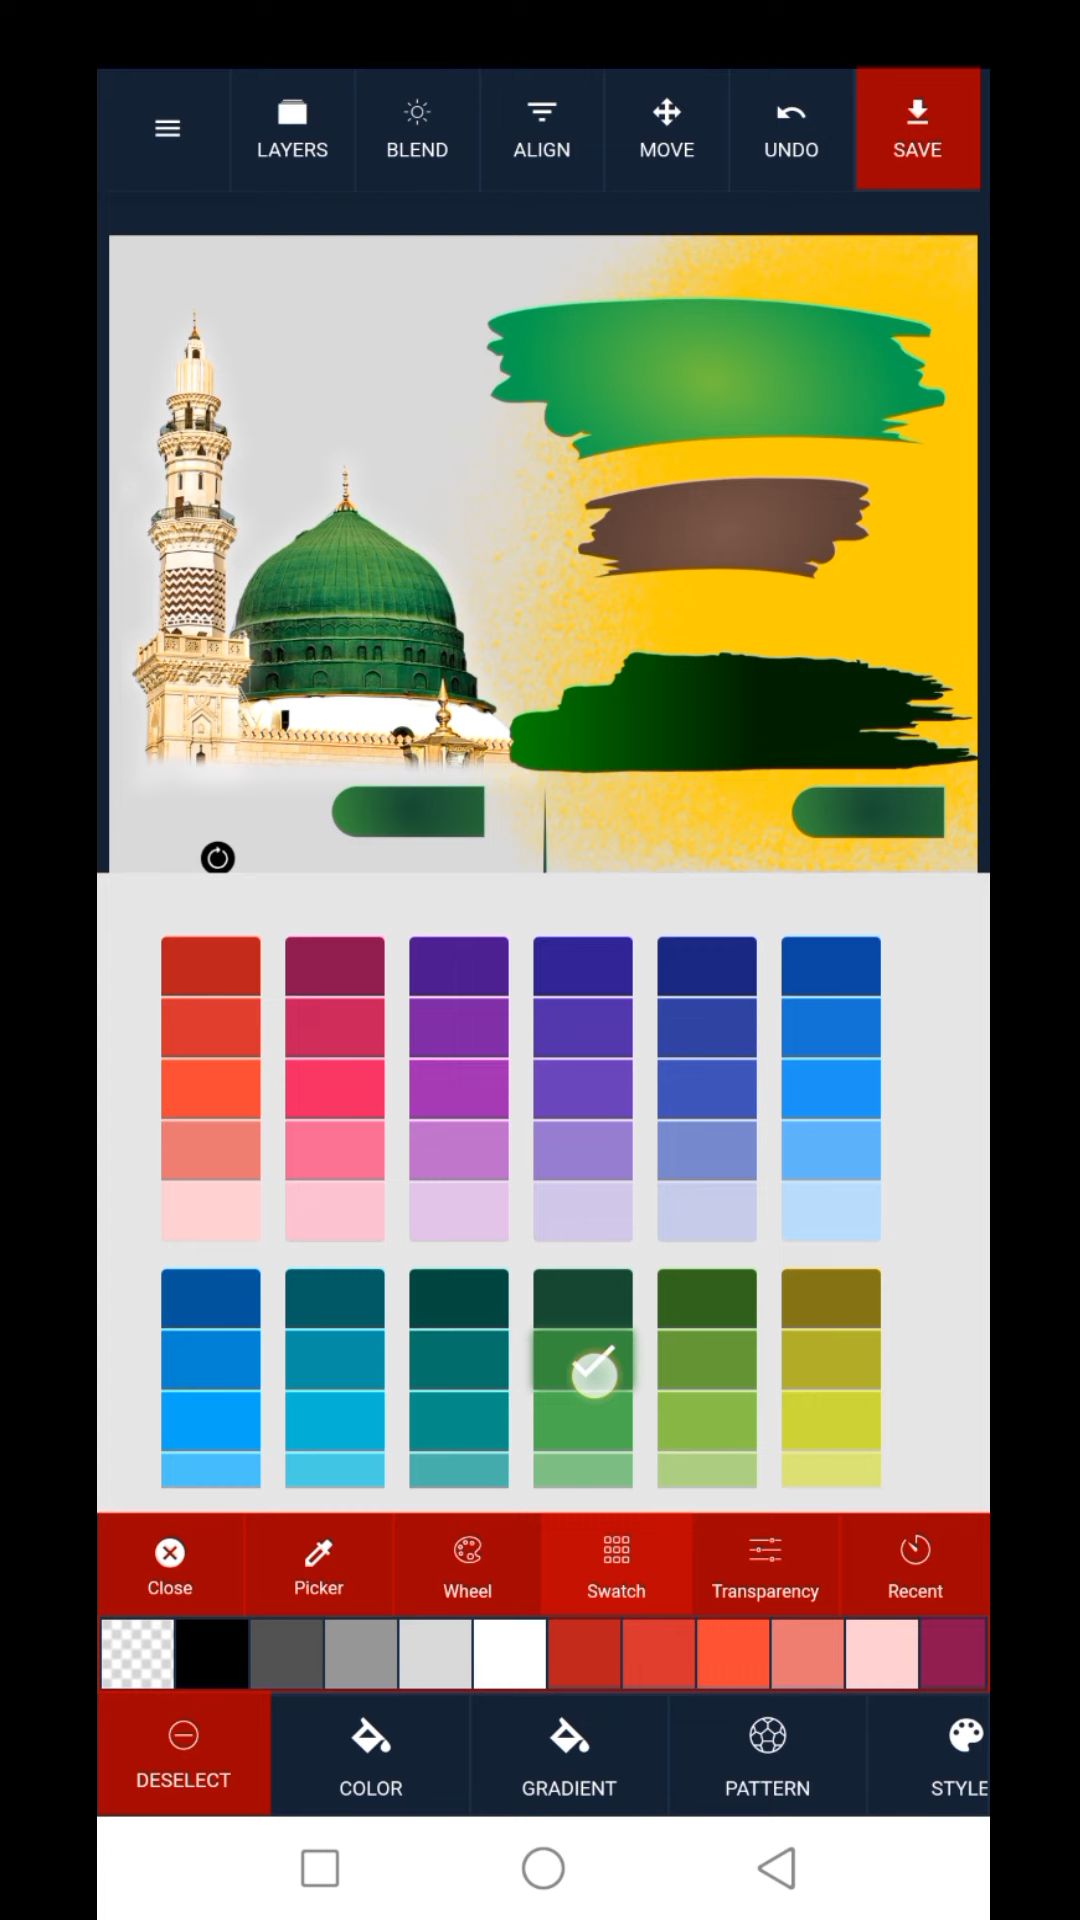 LAYERS
BLEND
ALIGN
MOVE
UNDO
SAVE
Close
Picker
Wheel
Swatch
Transparency
Recent
DESELECT
COLOR
GRADIENT
PATTERN
STYLE